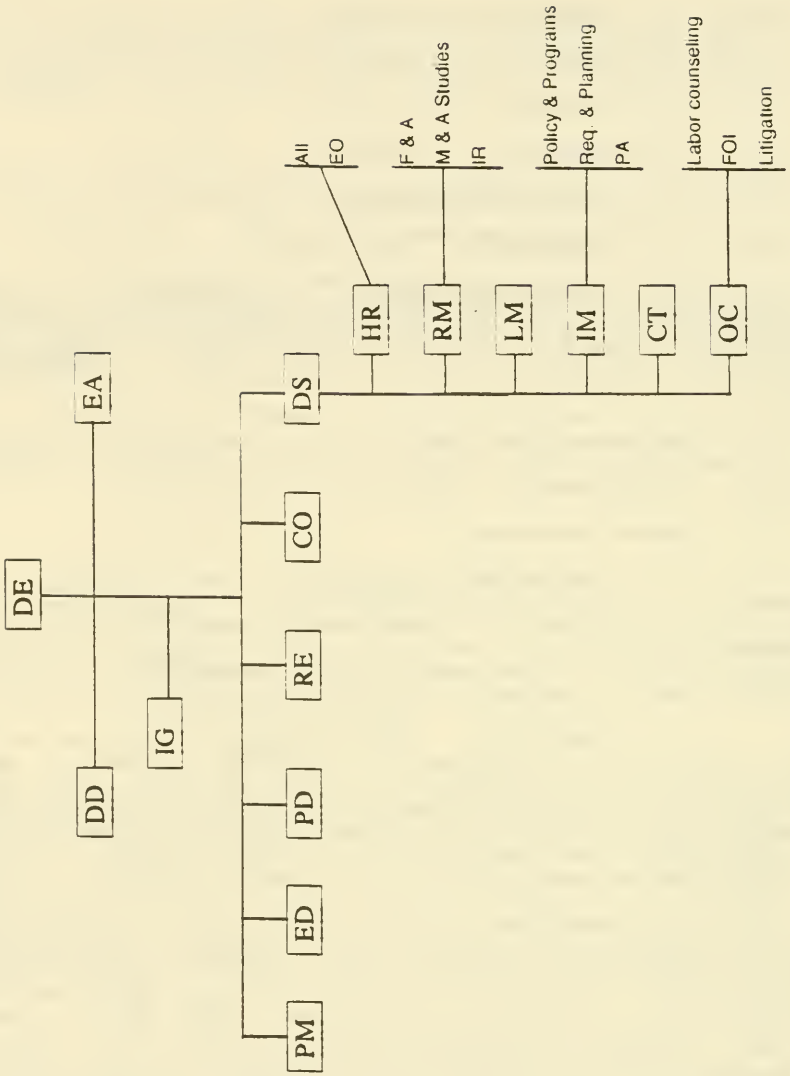 DE
DD
EA
IG
PM
ED
PD
RE
CO
DS
HR
All
EO
RM
F & A
M & A Studies
IR
LM
IM
Policy & Programs
Req. & Planning
PA
CT
OC
Labor counseling
FOI
Litigation